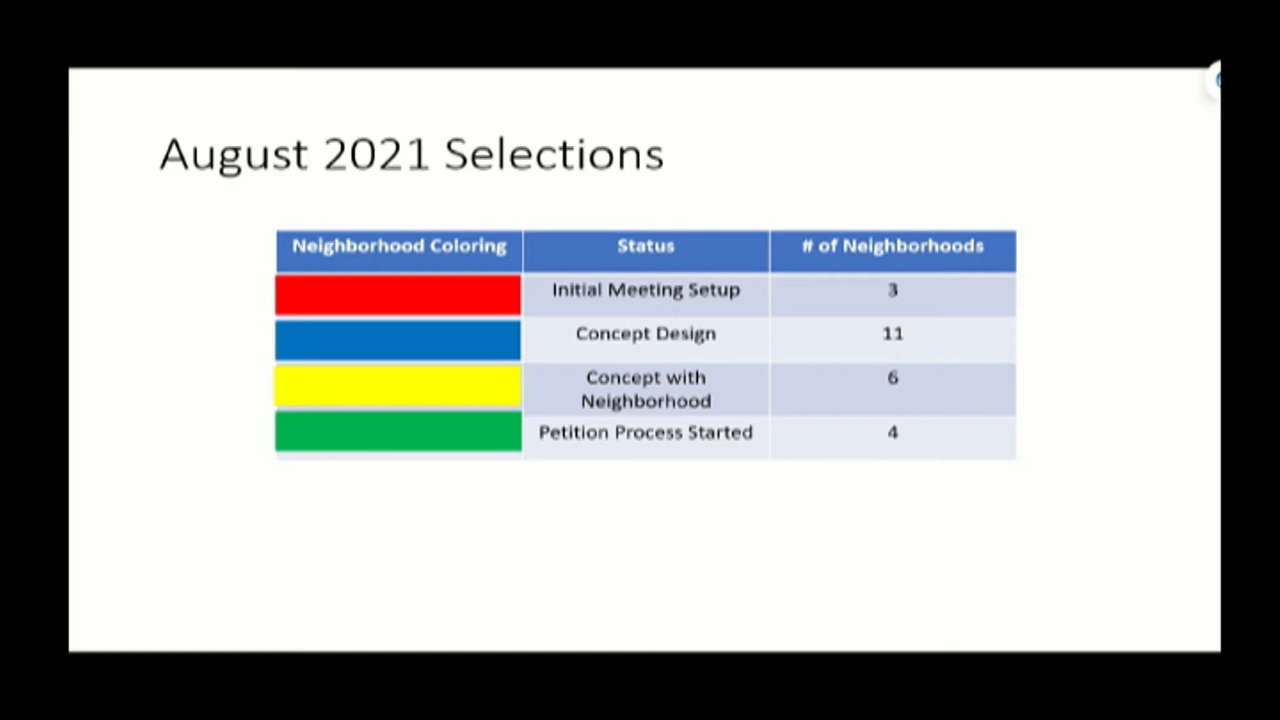 August 2021 Selections
Neighborhood Coloring Status # of Neighborhoods
Initial Meeting Setup 3
Concept Design 11
Concept with 6
Neighborhood
Petition Process Started 4